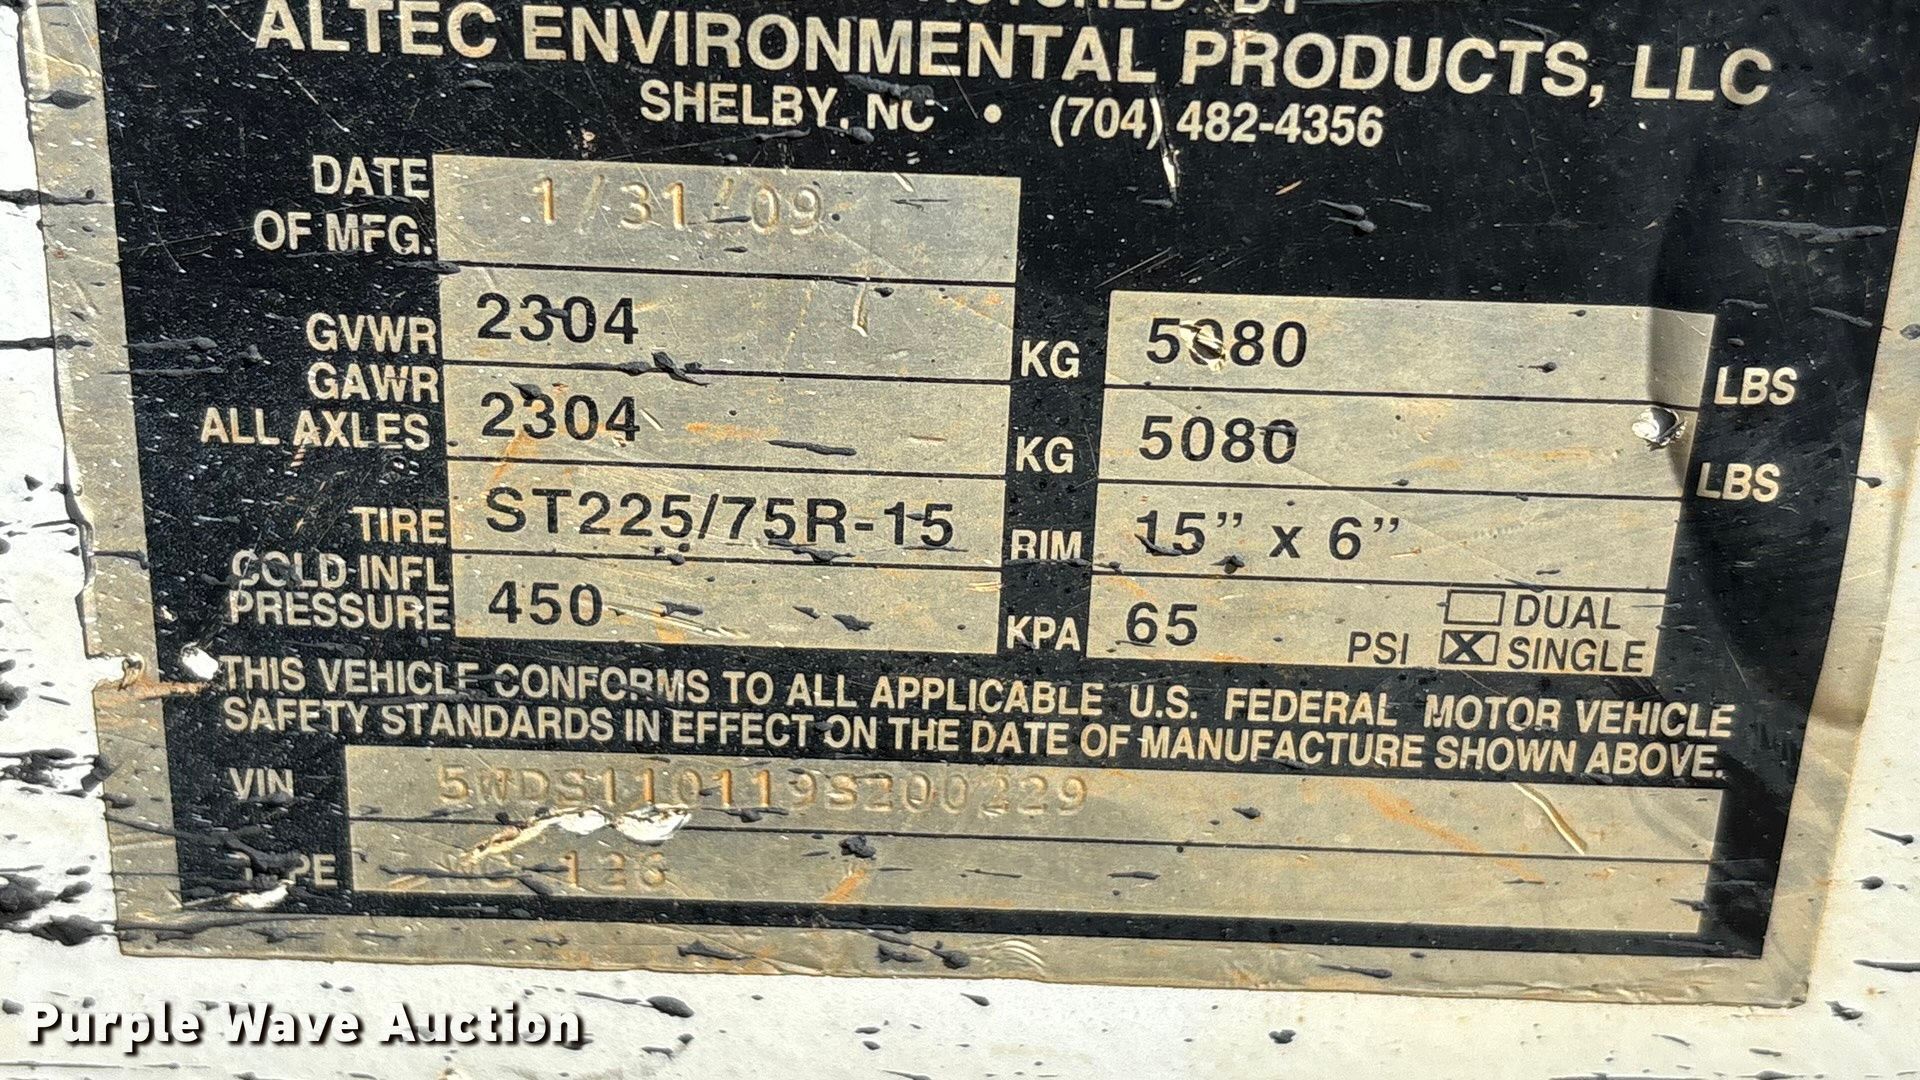 ALTEC ENVIRONMENTAL PRODUCTS, LLC
SHELBY, NC • (704) 482-4356
DATE OF MFG. 1/31/09
GVWR 2304 KG 5080 LBS
GAWR ALL AXLES 2304 KG 5080 LBS
TIRE ST225/75R-15 RIM 15" x 6"
COLD INFL PRESSURE 450 KPA 65 PSI DUAL
SINGLE
THIS VEHICLE CONFORMS TO ALL APPLICABLE U.S. FEDERAL MOTOR VEHICLE
SAFETY STANDARDS IN EFFECT ON THE DATE OF MANUFACTURE SHOWN ABOVE.
VIN 5WDS110119S200229
TYPE 126
Purple Wave Auction